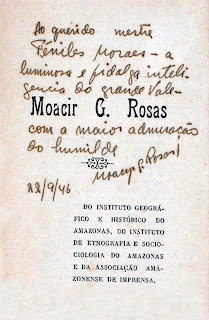 Ao querido mestre
Péricles Moraes – a
luminosa e fidalga inteli-
gencia do grande Vale –
Moacir G. Rosas
com a maior admiração
do humilde
Moacyr G. Rosas
22/9/46
DO INSTITUTO GEOGRÁ-
FICO E HISTÓRICO DO
AMAZONAS, DO INSTITUTO
DE ETNOGRAFIA E SOCIO-
CIOLOGIA DO AMAZONAS
E DA ASSOCIAÇÃO AMA-
ZONENSE DE IMPRENSA.